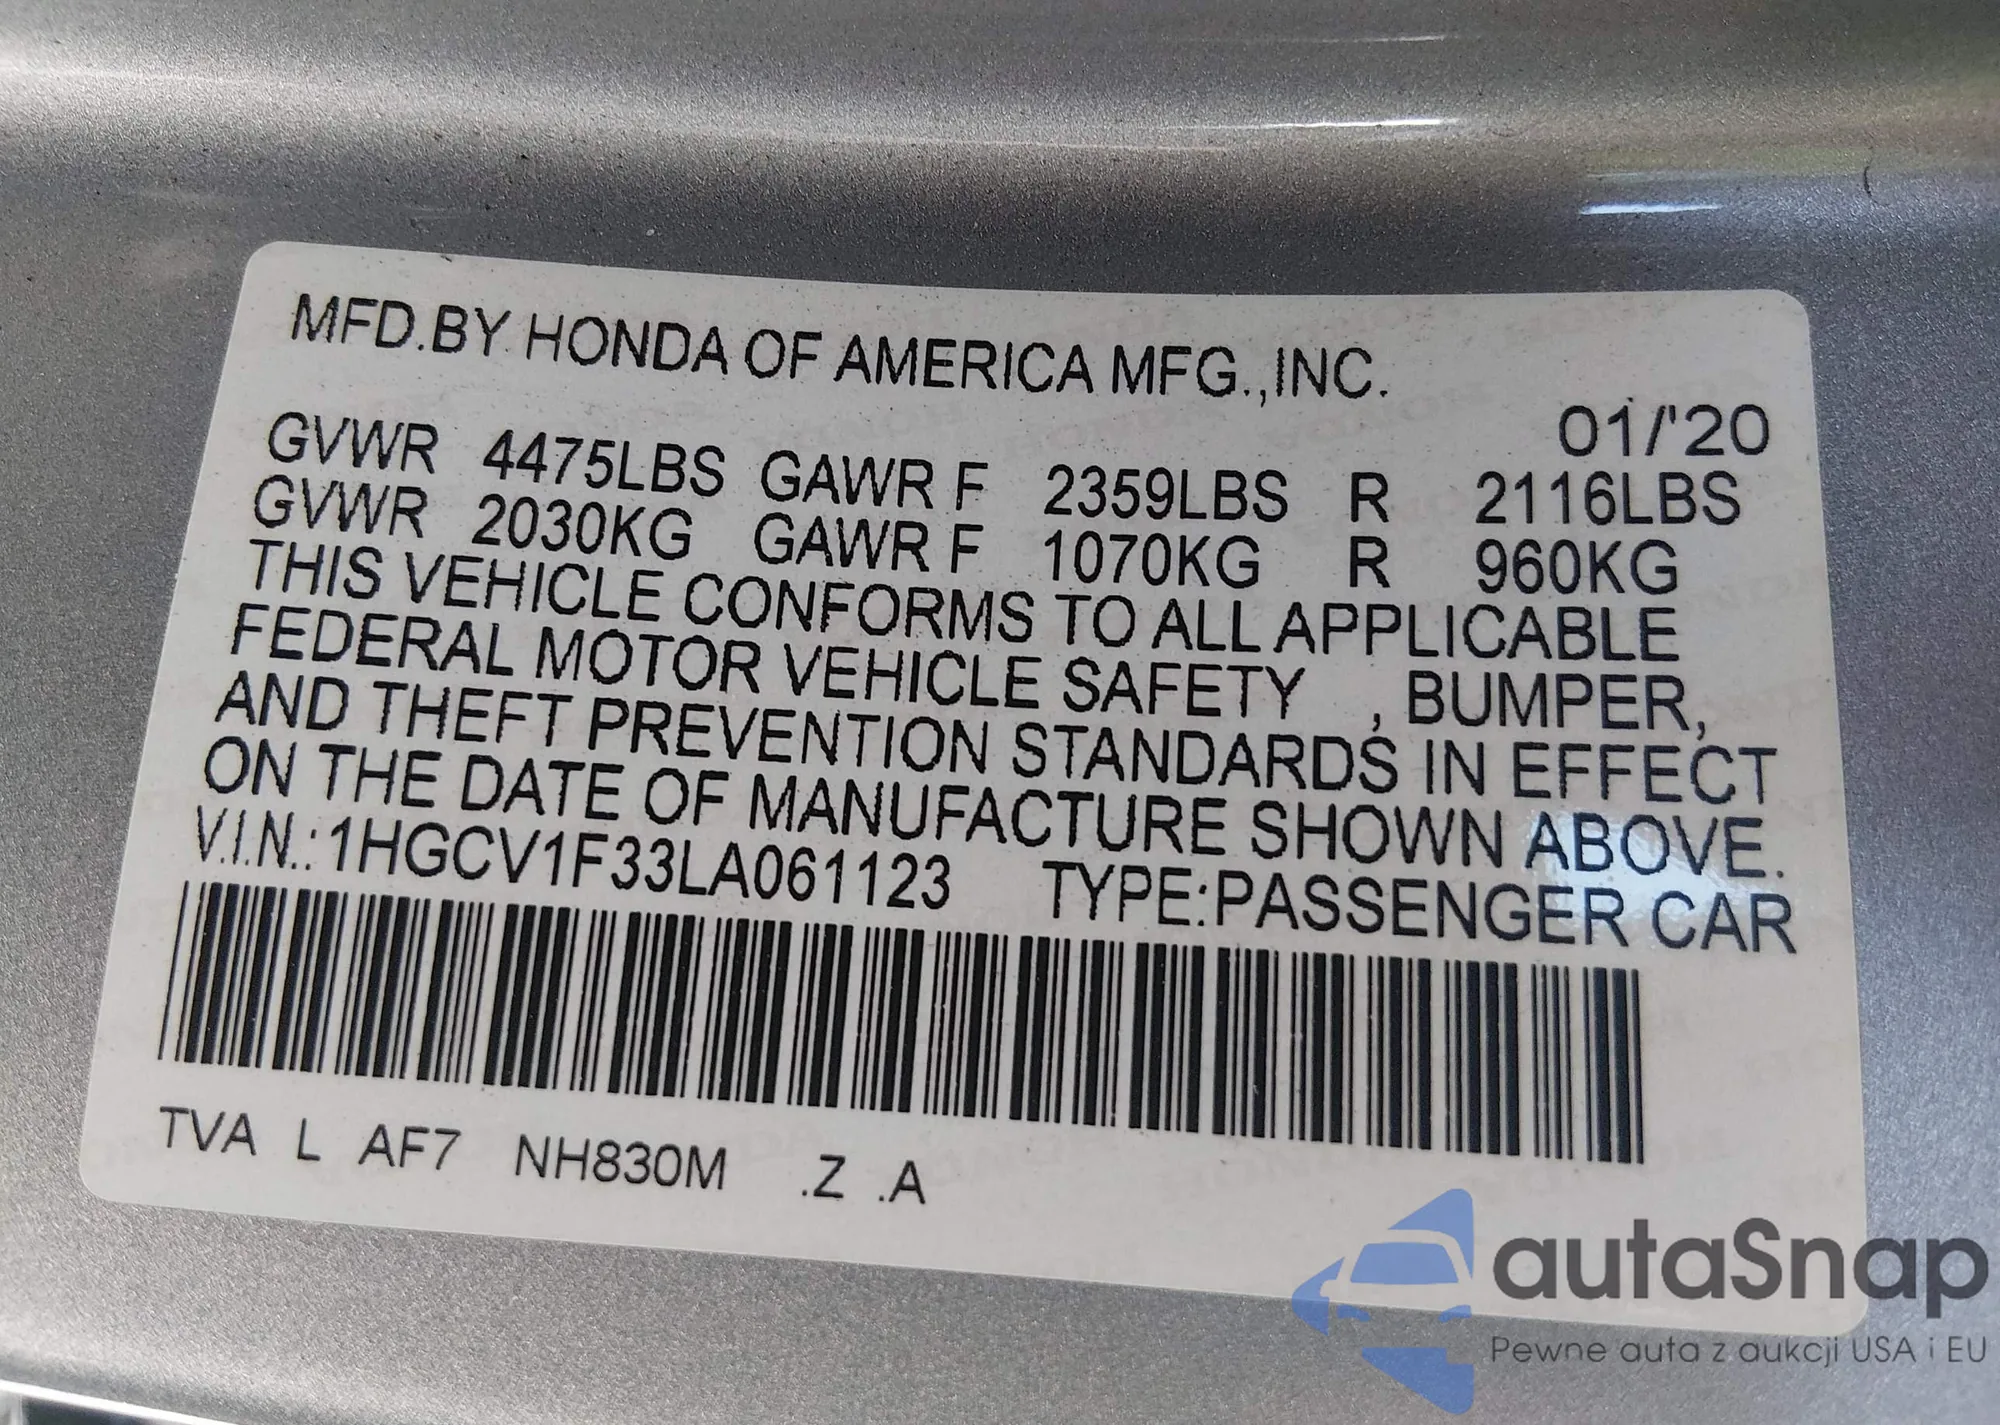 MFD.BY HONDA OF AMERICA MFG.,INC.
01/'20
GVWR 4475LBS GAWR F 2359LBS R 2116LBS
GVWR 2030KG GAWR F 1070KG R 960KG
THIS VEHICLE CONFORMS TO ALL APPLICABLE
FEDERAL MOTOR VEHICLE SAFETY , BUMPER,
AND THEFT PREVENTION STANDARDS IN EFFECT
ON THE DATE OF MANUFACTURE SHOWN ABOVE.
V.I.N.:1HGCV1F33LA061123 TYPE:PASSENGER CAR
TVA L AF7 NH830M .Z .A
autaSnap
Pewne auta z aukcji USA i EU